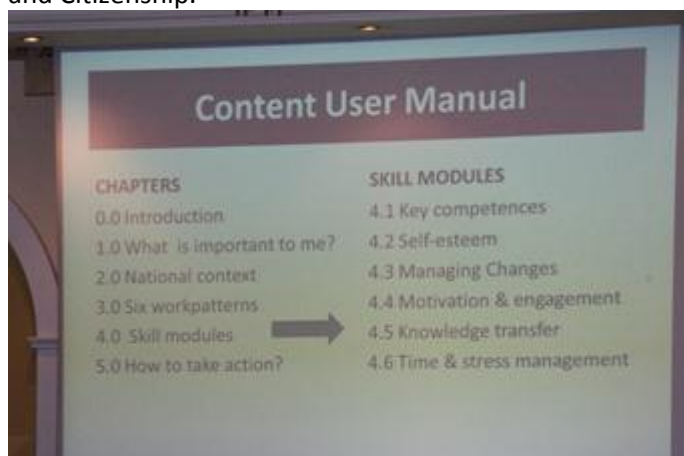 and Citizenship.
Content User Manual
CHAPTERS
0.0 Introduction
1.0 What is important to me?
2.0 National context
3.0 Six workpatterns
4.0 Skill modules
5.0 How to take action?
SKILL MODULES
4.1 Key competences
4.2 Self-esteem
4.3 Managing Changes
4.4 Motivation & engagement
4.5 Knowledge transfer
4.6 Time & stress management